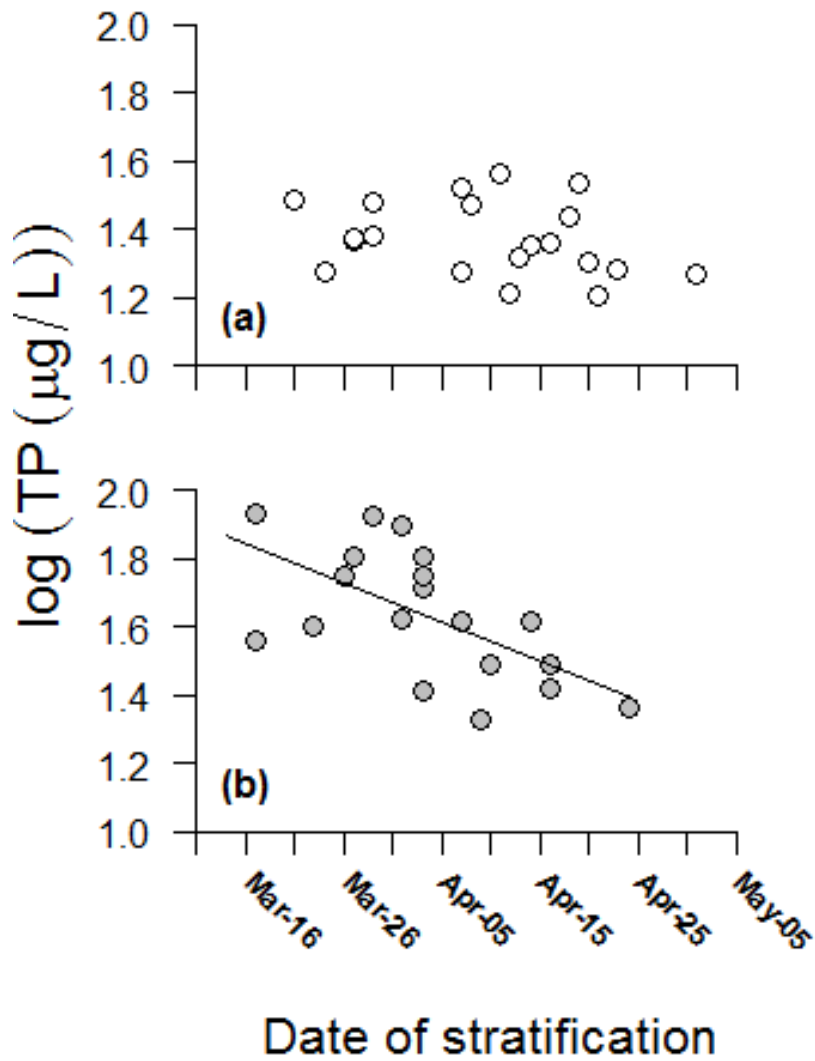 log (TP (µg / L))
2.0
1.8
1.6
1.4
1.2
1.0
(a)
2.0
1.8
1.6
1.4
1.2
1.0
(b)
Mar-16
Mar-26
Apr-05
Apr-15
Apr-25
May-05
Date of stratification